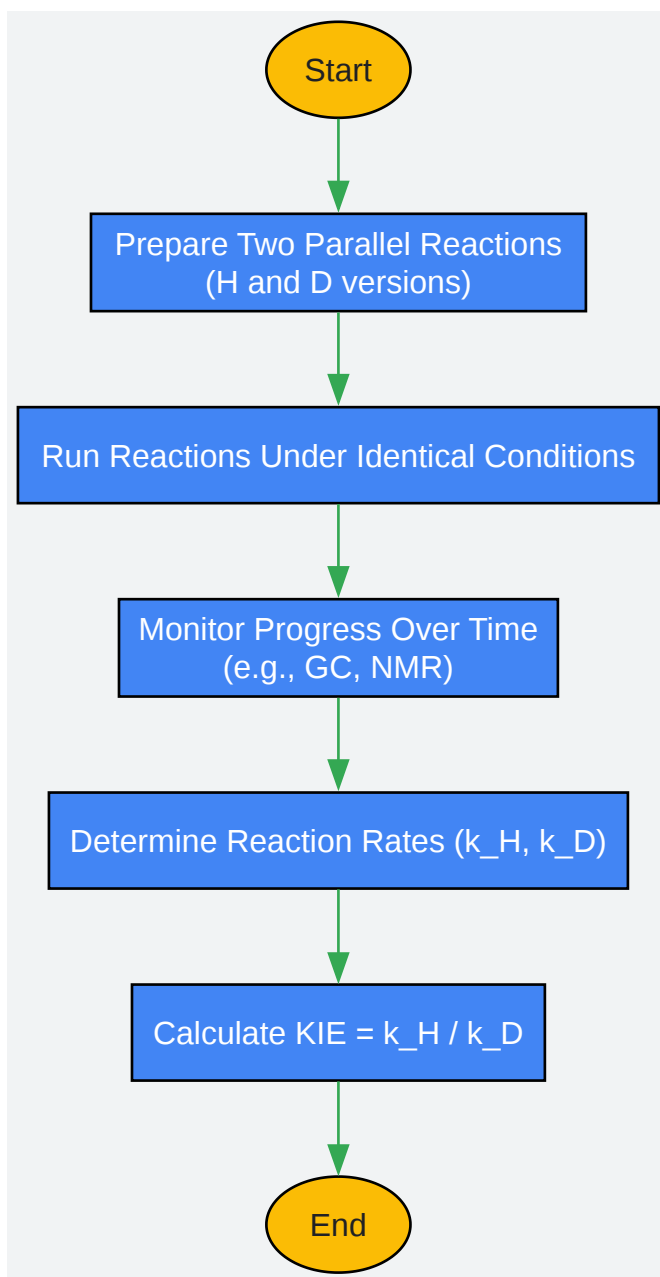 Start
Prepare Two Parallel Reactions
(H and D versions)
Run Reactions Under Identical Conditions
Monitor Progress Over Time
(e.g., GC, NMR)
Determine Reaction Rates (k_H, k_D)
Calculate KIE = k_H / k_D
End